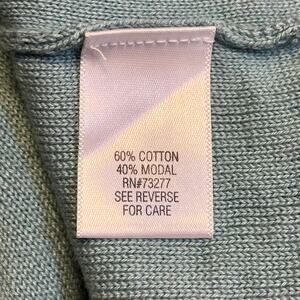 60% COTTON
40% MODAL
RN#73277
SEE REVERSE
FOR CARE